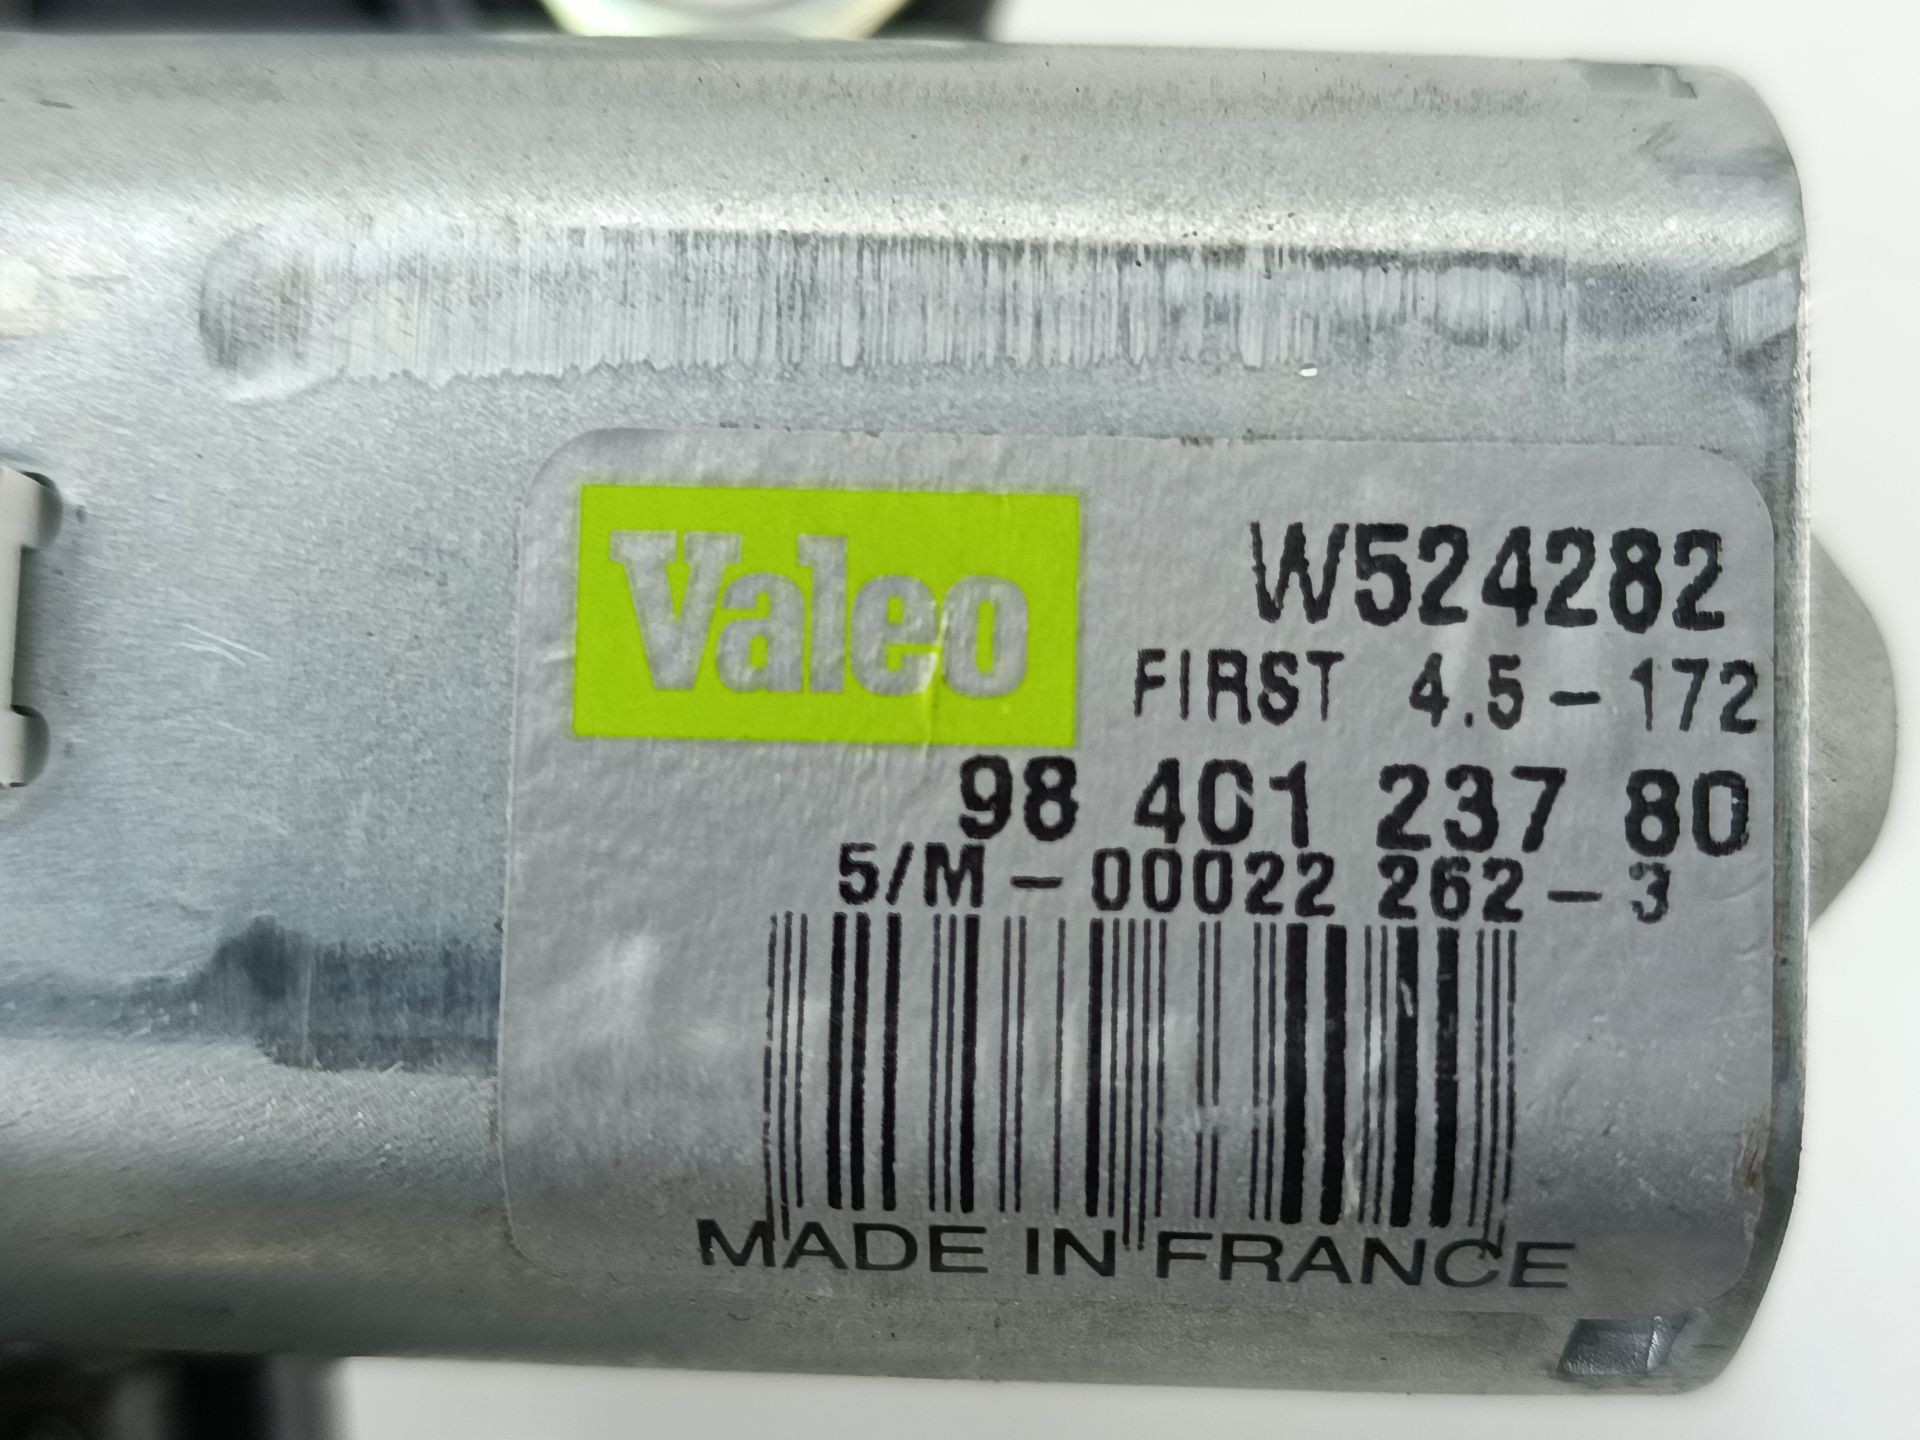 Valeo
W524282
FIRST 4.5-172
98 401 237 80
5/M-00022 262-3
MADE IN FRANCE